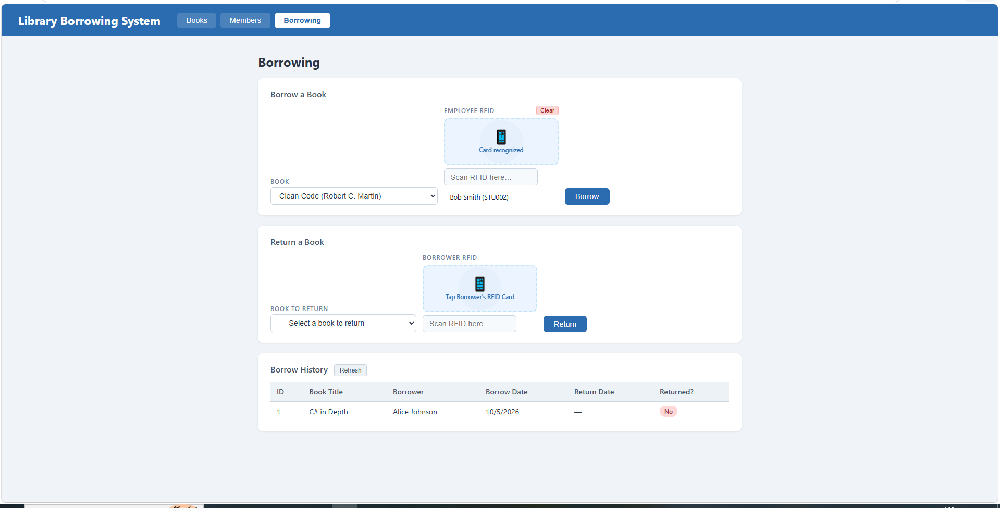 Library Borrowing System Books Members Borrowing
Borrowing
Borrow a Book
EMPLOYEE RFID Clear
Card recognized
Scan RFID here...
BOOK
Clean Code (Robert C. Martin)
Bob Smith (STU002)
Borrow
Return a Book
BORROWER RFID
Tap Borrower's RFID Card
BOOK TO RETURN
— Select a book to return —
Scan RFID here...
Return
Borrow History Refresh
ID Book Title Borrower Borrow Date Return Date Returned?
1 C# in Depth Alice Johnson 10/5/2026 — No